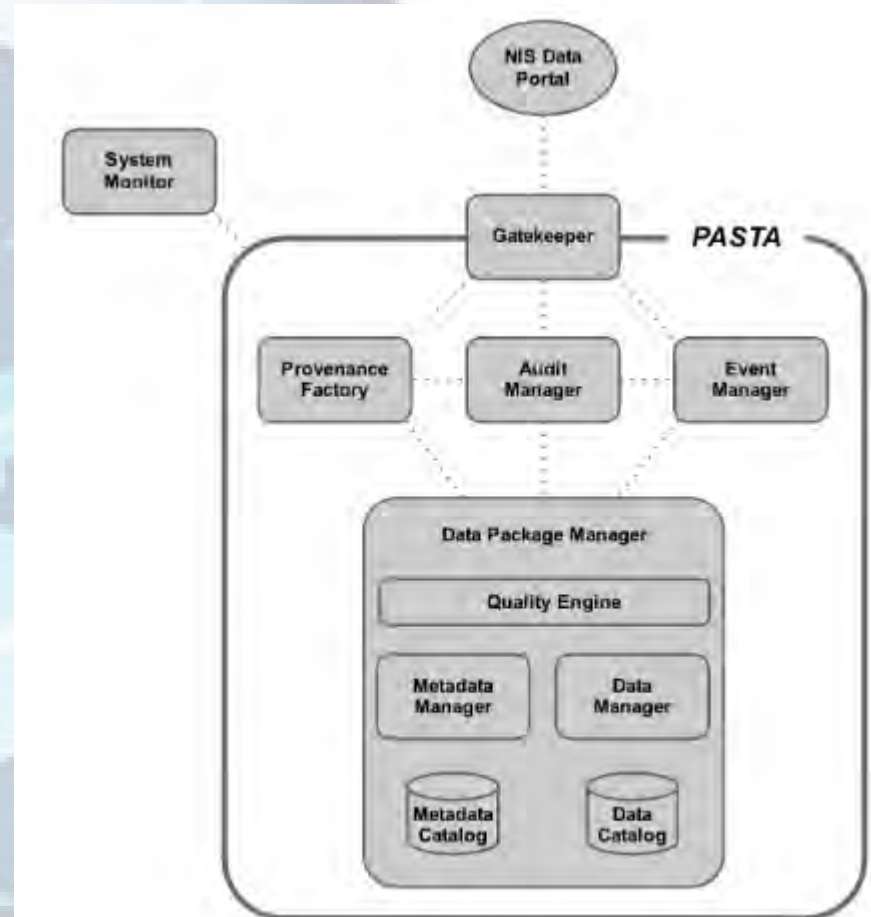 NIS Data
Portal
System
Monitor
Gatekeeper
PASTA
Provenance
Factory
Audit
Manager
Event
Manager
Data Package Manager
Quality Engine
Metadata
Manager
Data
Manager
Metadata
Catalog
Data
Catalog